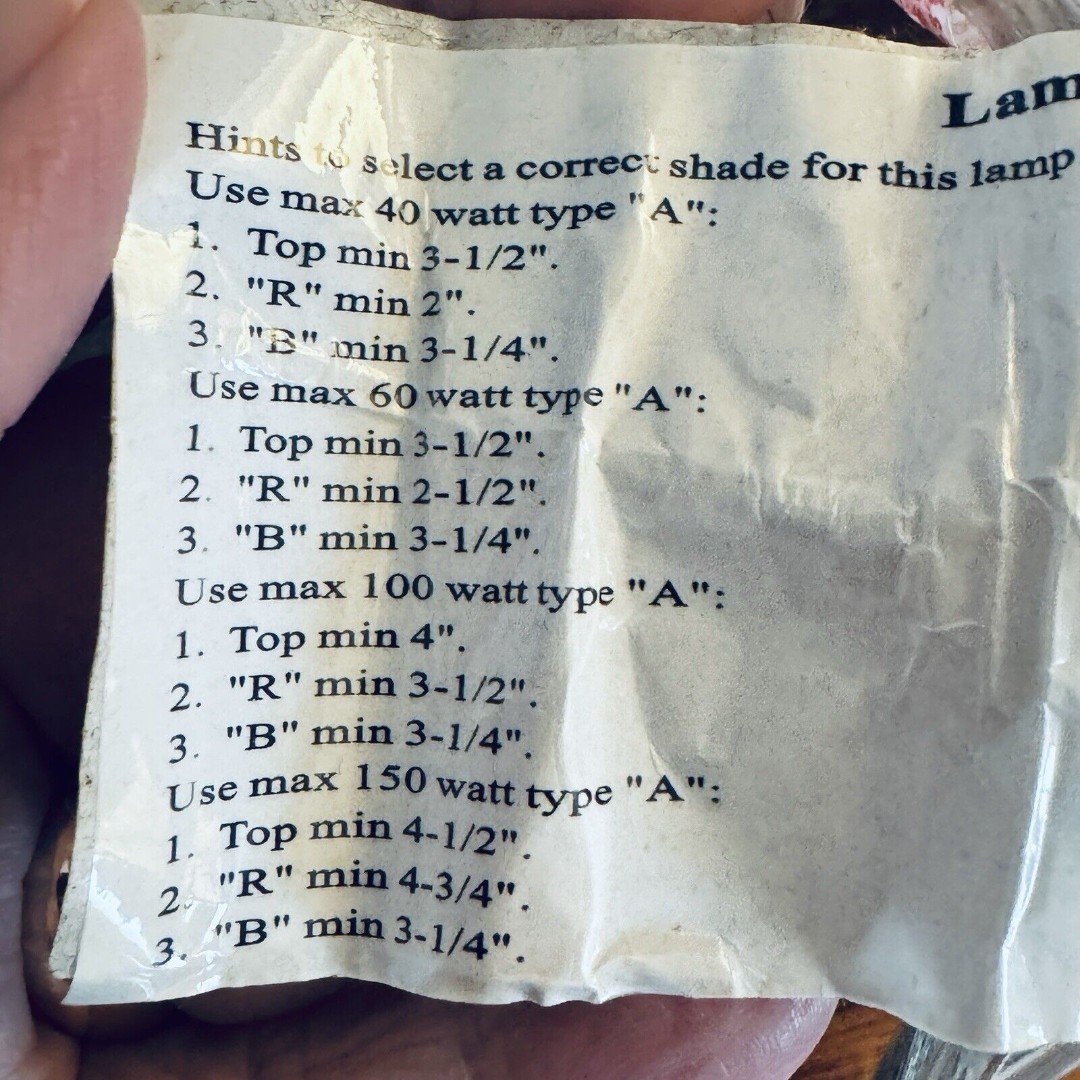 Lam
Hints to select a correct shade for this lamp
Use max 40 watt type "A":
1. Top min 3-1/2".
2. "R" min 2".
3. "B" min 3-1/4".
Use max 60 watt type "A":
1. Top min 3-1/2".
2. "R" min 2-1/2".
3. "B" min 3-1/4".
Use max 100 watt type "A":
1. Top min 4".
2. "R" min 3-1/2".
3. "B" min 3-1/4".
Use max 150 watt type "A":
1. Top min 4-1/2".
2. "R" min 4-3/4".
3. "B" min 3-1/4".